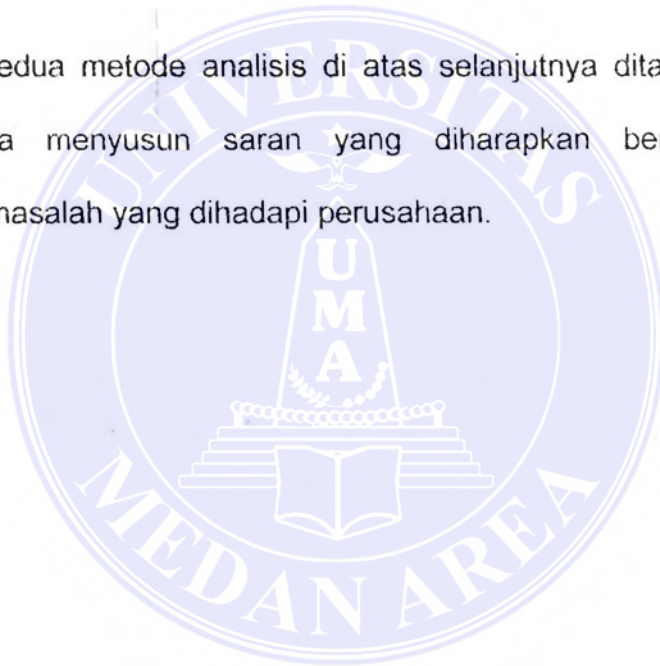 edua metode analisis di atas selanjutnya dita
a menyusun saran yang diharapkan be
masalah yang dihadapi perusahaan.
UNIVERSITAS
UMA
MEDAN AREA